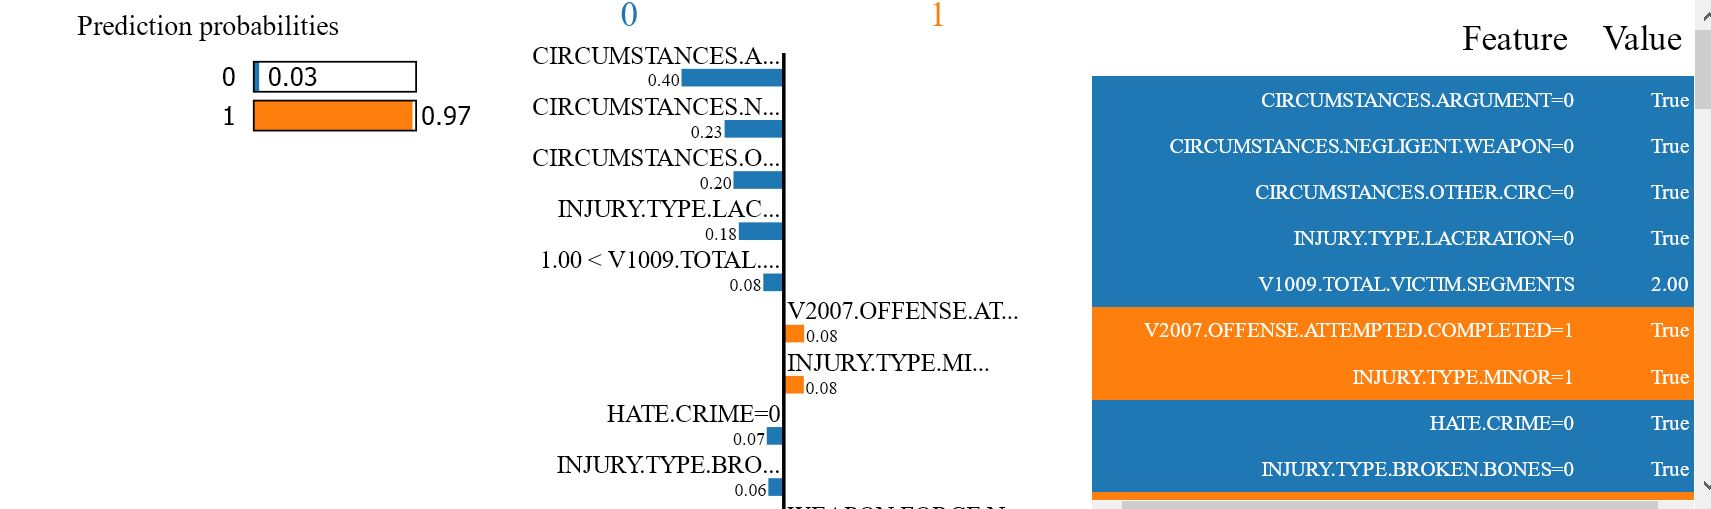 Prediction probabilities
0 0.03
1 0.97
0 1
CIRCUMSTANCES.A...
0.40
CIRCUMSTANCES.N...
0.23
CIRCUMSTANCES.O...
0.20
INJURY.TYPE.LAC...
0.18
1.00 < V1009.TOTAL....
0.08
V2007.OFFENSE.AT...
0.08
INJURY.TYPE.MI...
0.08
HATE.CRIME=0
0.07
INJURY.TYPE.BRO...
0.06
Feature Value
CIRCUMSTANCES.ARGUMENT=0 True
CIRCUMSTANCES.NEGLIGENT.WEAPON=0 True
CIRCUMSTANCES.OTHER.CIRC=0 True
INJURY.TYPE.LACERATION=0 True
V1009.TOTAL.VICTIM.SEGMENTS 2.00
V2007.OFFENSE.ATTEMPTED.COMPLETED=1 True
INJURY.TYPE.MINOR=1 True
HATE.CRIME=0 True
INJURY.TYPE.BROKEN.BONES=0 True